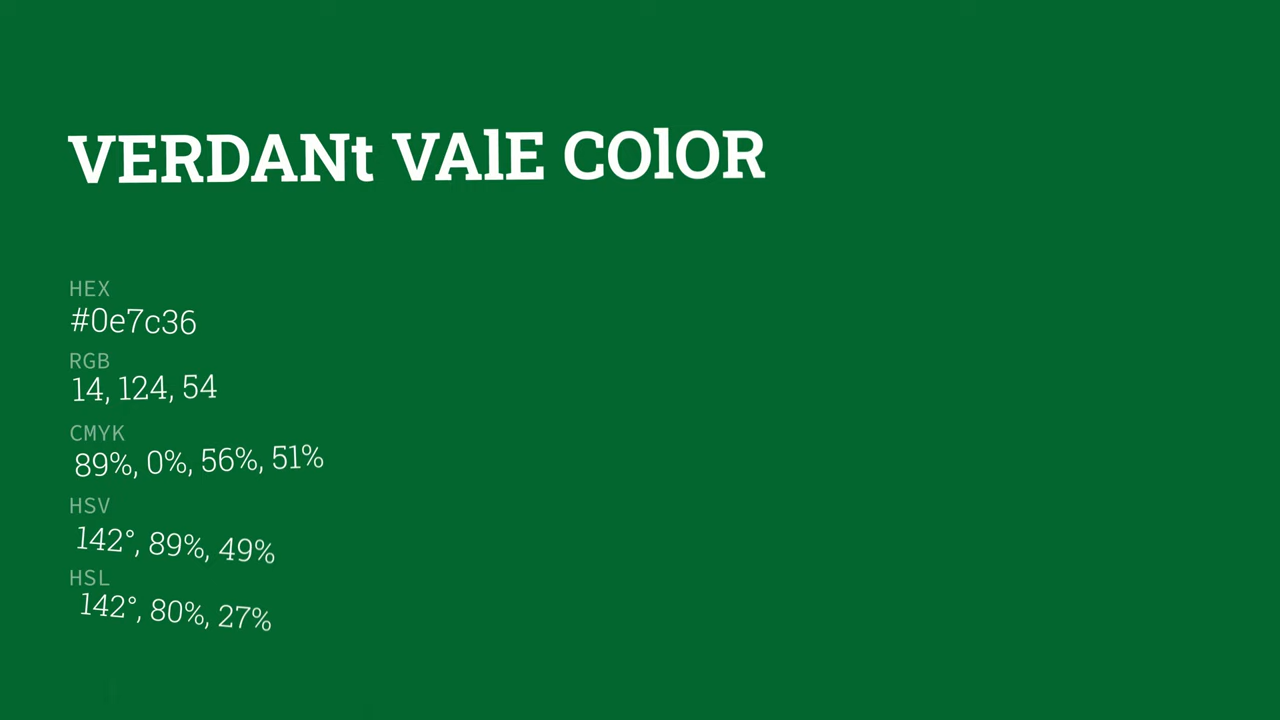 VERDANt VAlE COlOR
HEX
#0e7c36
RGB
14, 124, 54
CMYK
89%, 0%, 56%, 51%
HSV
142°, 89%, 49%
HSL
142°, 80%, 27%